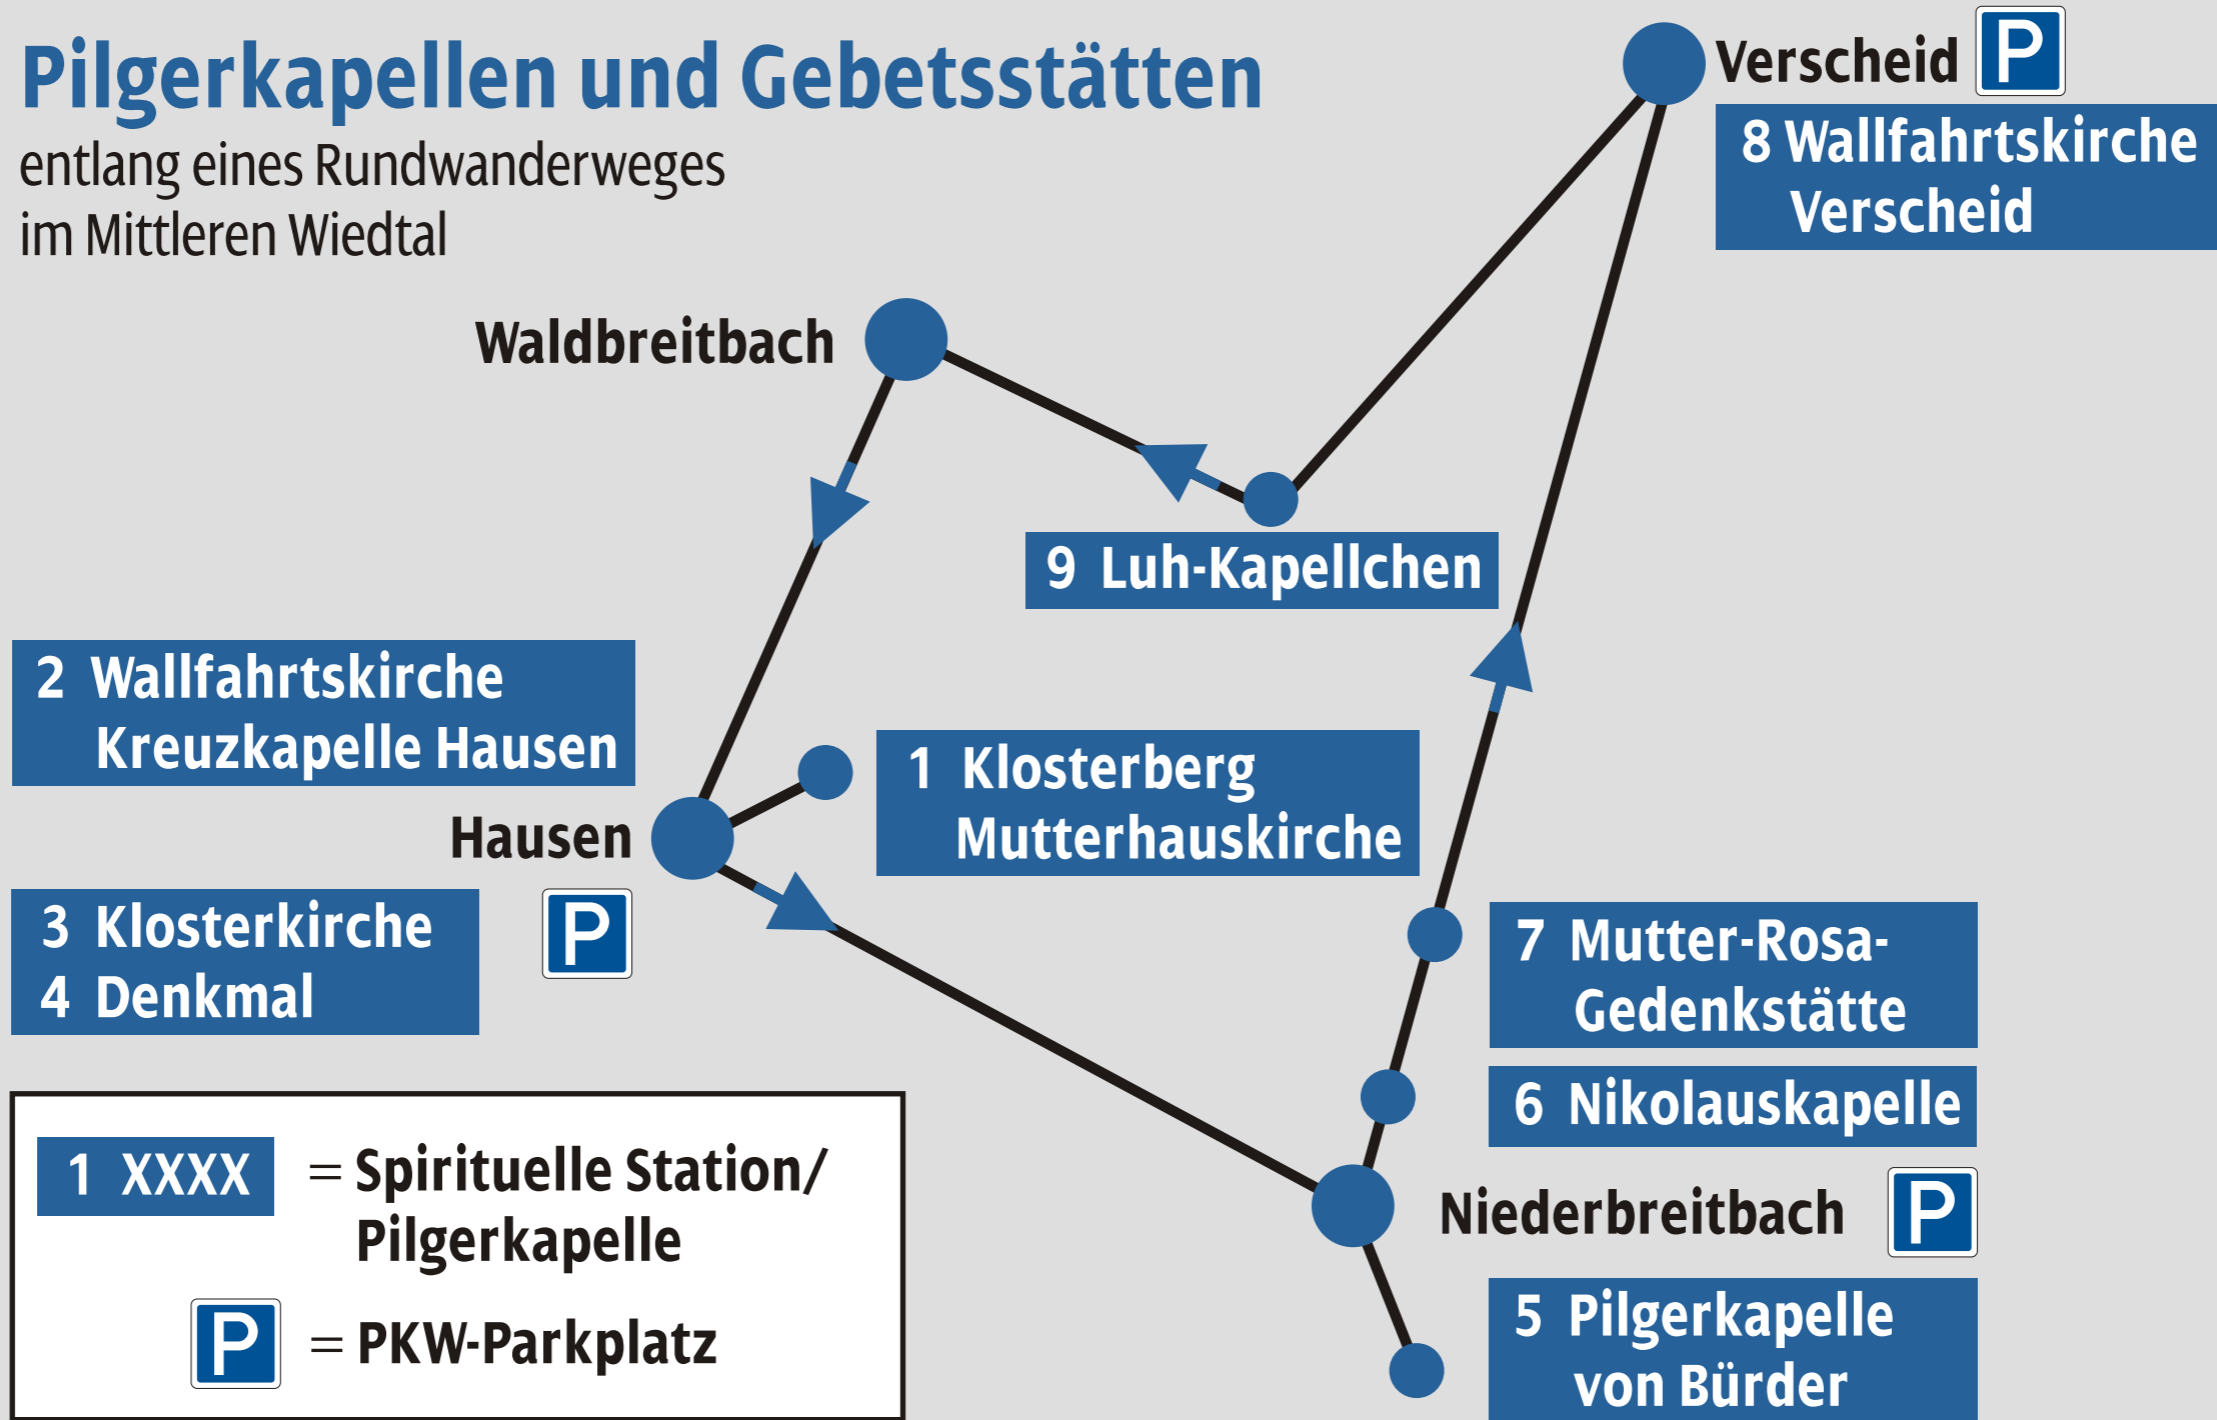 Pilgerkapellen und Gebetsstätten
entlang eines Rundwanderweges
im Mittleren Wiedtal
Verscheid P
8 Wallfahrtskirche
Verscheid
Waldbreitbach
9 Luh-Kapellchen
2 Wallfahrtskirche
Kreuzkapelle Hausen
Hausen
1 Klosterberg
Mutterhauskirche
3 Klosterkirche
4 Denkmal
P
7 Mutter-Rosa-
Gedenkstätte
6 Nikolauskapelle
Niederbreitbach P
5 Pilgerkapelle
von Bürder
1 XXXX = Spirituelle Station/
Pilgerkapelle
P = PKW-Parkplatz